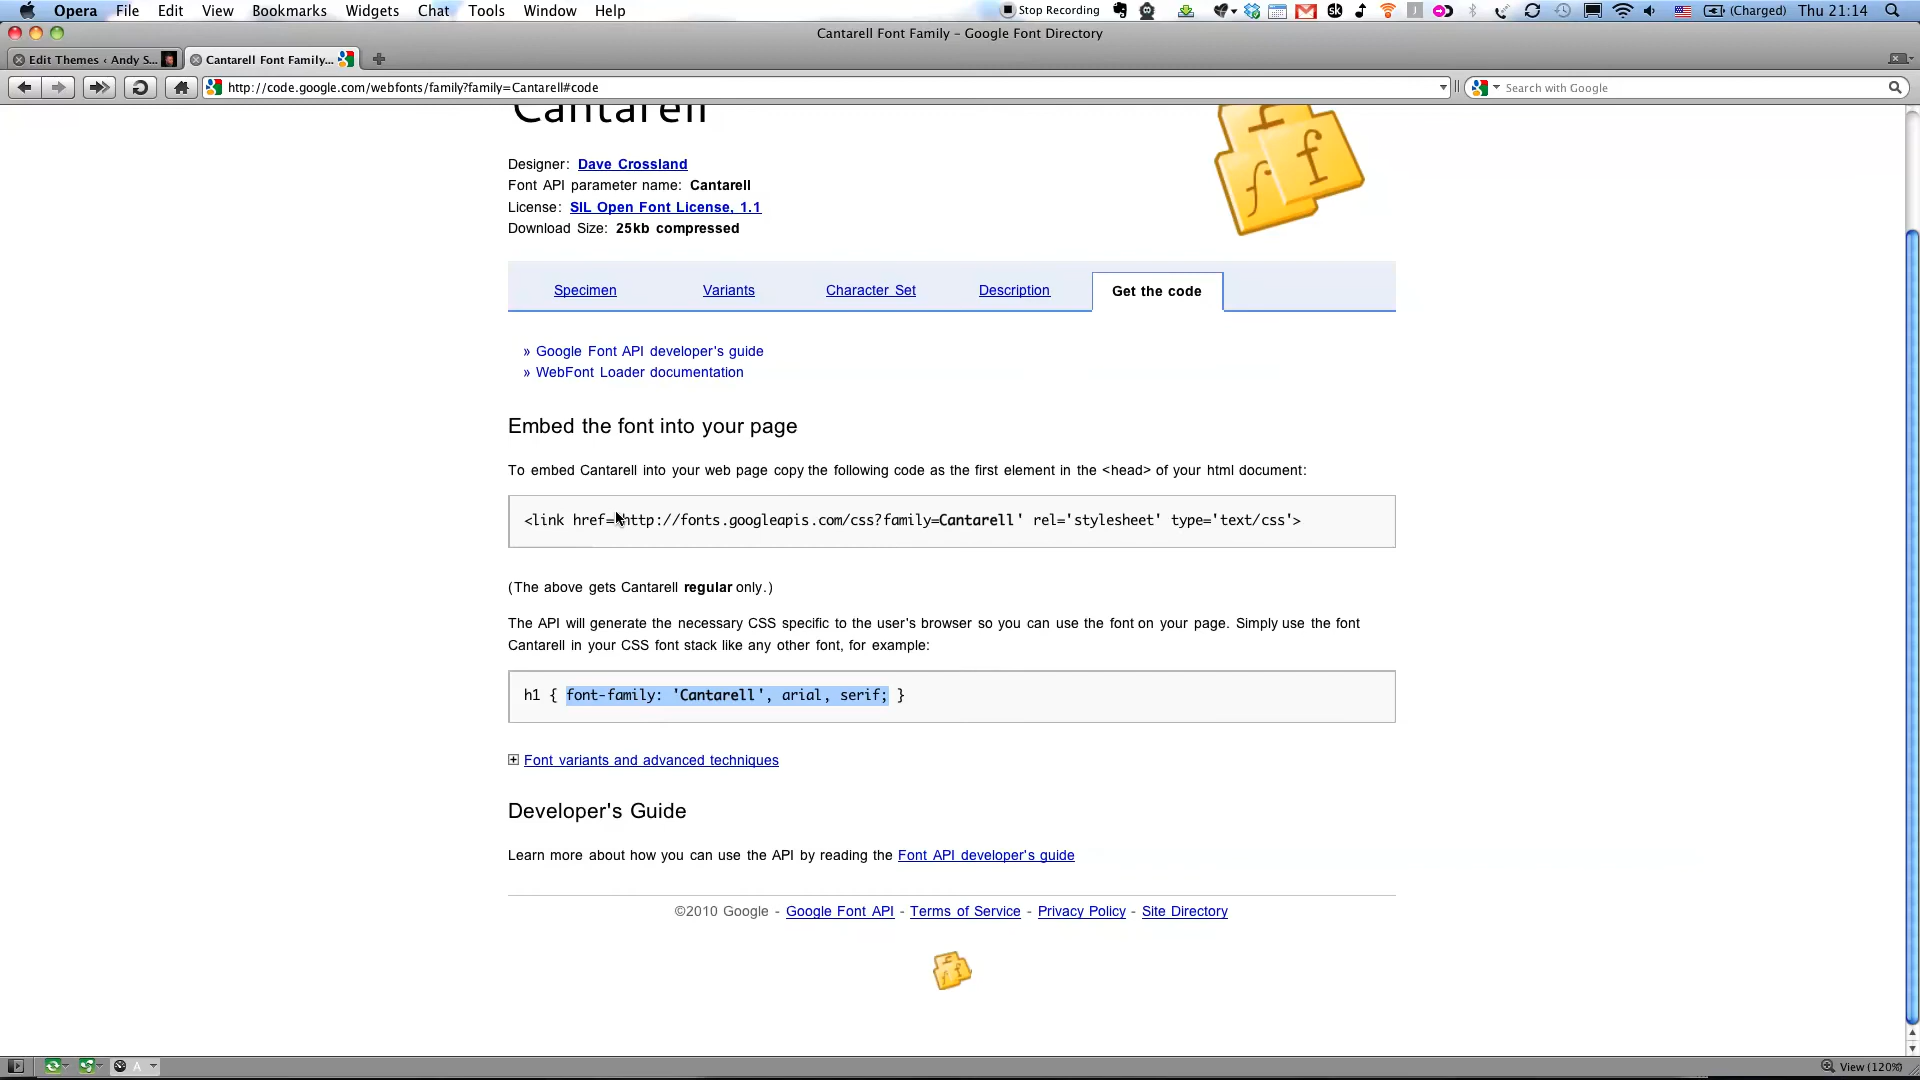 Opera File Edit View Bookmarks Widgets Chat Tools Window Help Stop Recording (Charged) Thu 21:14
Cantarell Font Family – Google Font Directory
Edit Themes ‹ Andy S... Cantarell Font Family...
http://code.google.com/webfonts/family?family=Cantarell#code Search with Google
Cantarell
Designer: Dave Crossland
Font API parameter name: Cantarell
License: SIL Open Font License, 1.1
Download Size: 25kb compressed
Specimen Variants Character Set Description Get the code
» Google Font API developer's guide
» WebFont Loader documentation
Embed the font into your page
To embed Cantarell into your web page copy the following code as the first element in the <head> of your html document:
<link href='http://fonts.googleapis.com/css?family=Cantarell' rel='stylesheet' type='text/css'>
(The above gets Cantarell regular only.)
The API will generate the necessary CSS specific to the user's browser so you can use the font on your page. Simply use the font
Cantarell in your CSS font stack like any other font, for example:
h1 { font-family: 'Cantarell', arial, serif; }
Font variants and advanced techniques
Developer's Guide
Learn more about how you can use the API by reading the Font API developer's guide
©2010 Google - Google Font API - Terms of Service - Privacy Policy - Site Directory
View (120%)